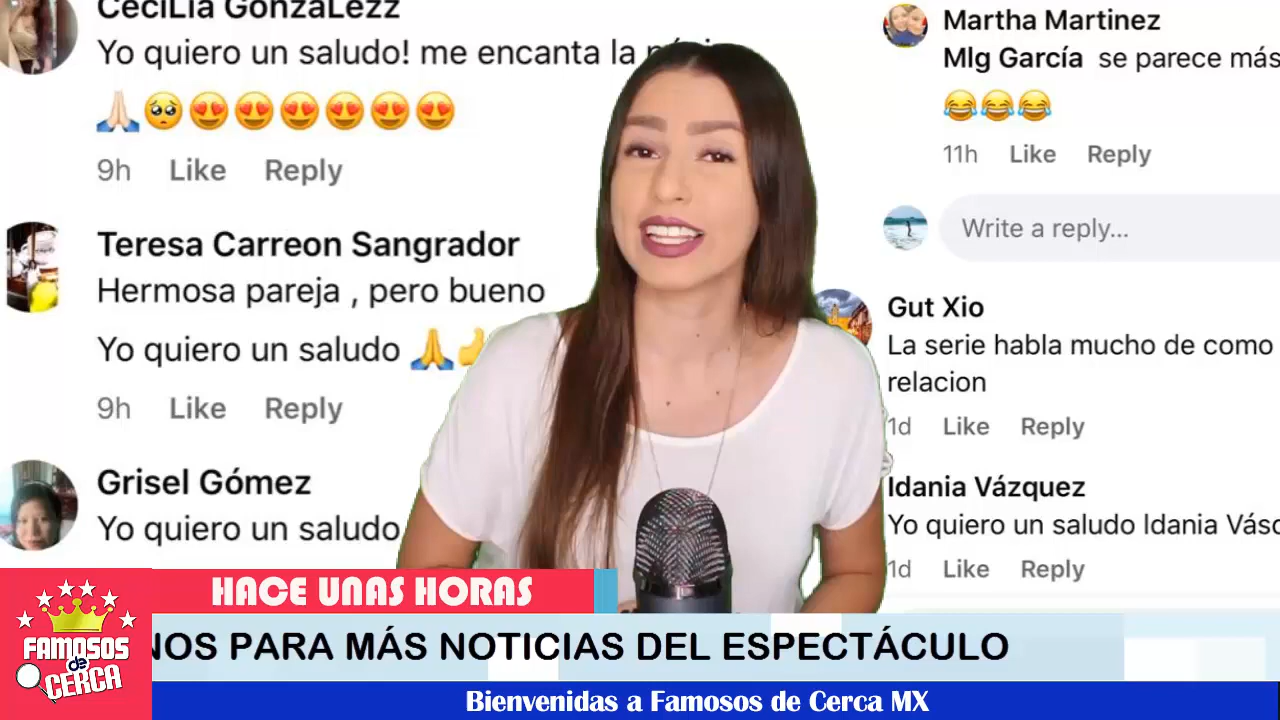 CeciLia GonzaLezz
Yo quiero un saludo! me encanta la
9h Like Reply
Teresa Carreon Sangrador
Hermosa pareja , pero bueno
Yo quiero un saludo
9h Like Reply
Grisel Gómez
Yo quiero un saludo
Martha Martinez
Mlg García se parece más
11h Like Reply
Write a reply...
Gut Xio
La serie habla mucho de como
relacion
1d Like Reply
Idania Vázquez
Yo quiero un saludo Idania Vásq
1d Like Reply
HACE UNAS HORAS
NOS PARA MÁS NOTICIAS DEL ESPECTÁCULO
FAMOSOS
de
CERCA
Bienvenidas a Famosos de Cerca MX